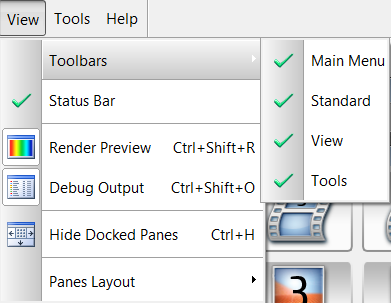 View Tools Help
Toolbars
Main Menu
Status Bar
Standard
Render Preview Ctrl+Shift+R
View
Debug Output Ctrl+Shift+O
Tools
Hide Docked Panes Ctrl+H
Panes Layout
3